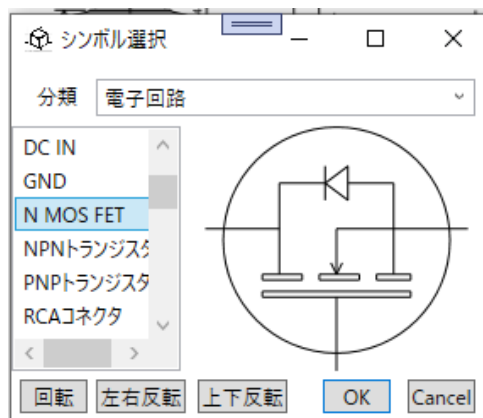 シンボル選択
分類 電子回路
DC IN
GND
N MOS FET
NPNトランジスタ
PNPトランジスタ
RCAコネクタ
回転 左右反転 上下反転 OK Cancel